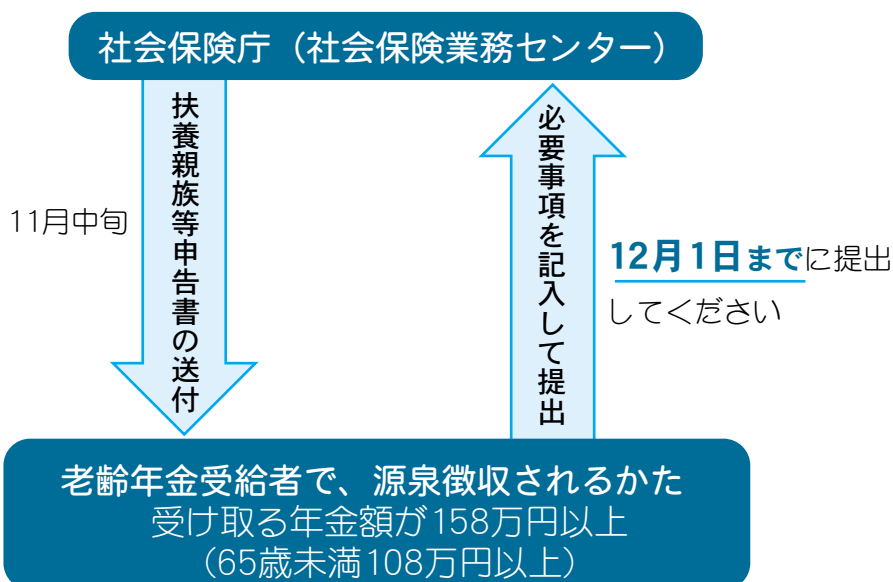 社会保険庁（社会保険業務センター）
扶養親族等申告書の送付
11月中旬
必要事項を記入して提出
12月1日までに提出
してください
老齢年金受給者で、源泉徴収されるかた
受け取る年金額が158万円以上
（65歳未満108万円以上）